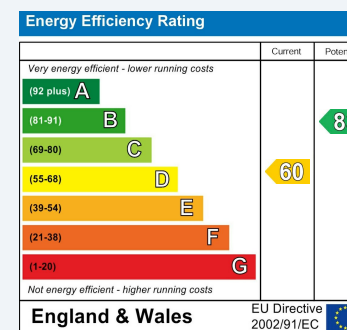 Energy Efficiency Rating
Current
Very energy efficient - lower running costs
(92 plus) A
(81-91) B
(69-80) C
(55-68) D
60
(39-54) E
(21-38) F
(1-20) G
Not energy efficient - higher running costs
England & Wales
EU Directive
2002/91/EC